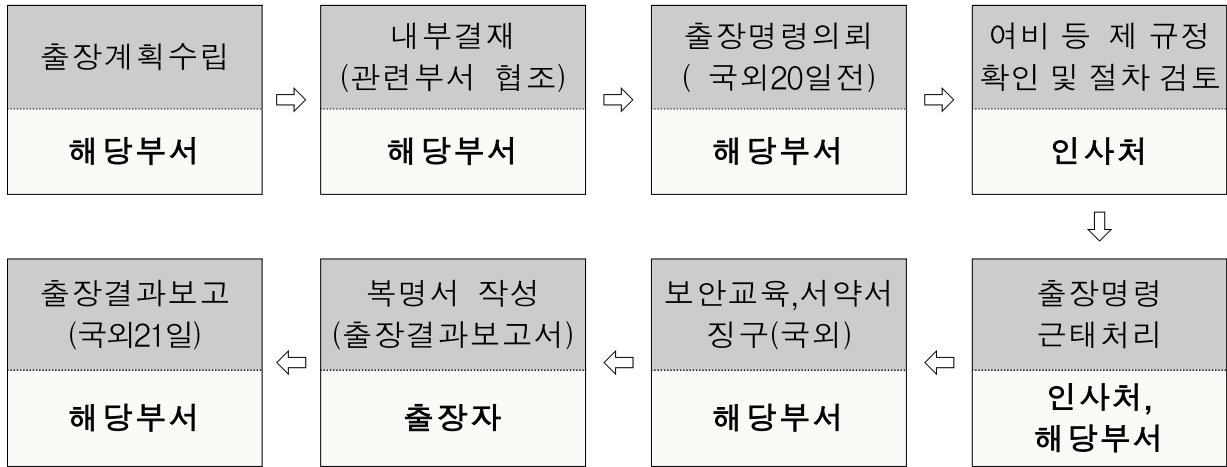 출장계획수립
해당부서
내부결재
(관련부서 협조)
해당부서
출장명령의뢰
( 국외20일전)
해당부서
여비 등 제 규정
확인 및 절차 검토
인사처
출장명령
근태처리
인사처,
해당부서
보안교육,서약서
징구(국외)
해당부서
복명서 작성
(출장결과보고서)
출장자
출장결과보고
(국외21일)
해당부서